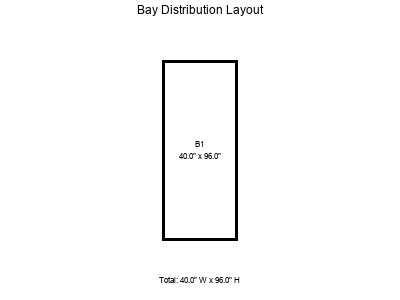 Bay Distribution Layout
B1
40.0" x 96.0"
Total: 40.0" W x 96.0" H